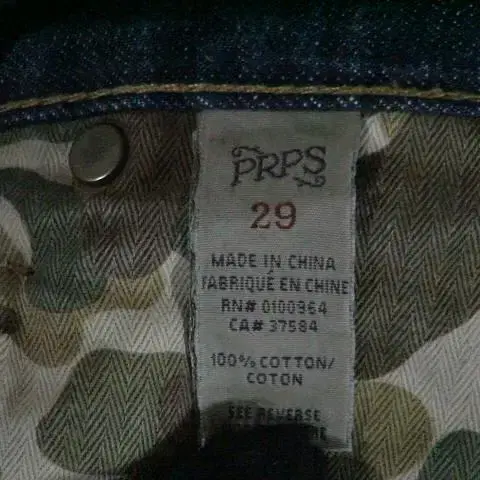 PRPS
29
MADE IN CHINA
FABRIQUÉ EN CHINE
RN# 0100964
CA# 37584
100% COTTON/
COTON
SEE REVERSE